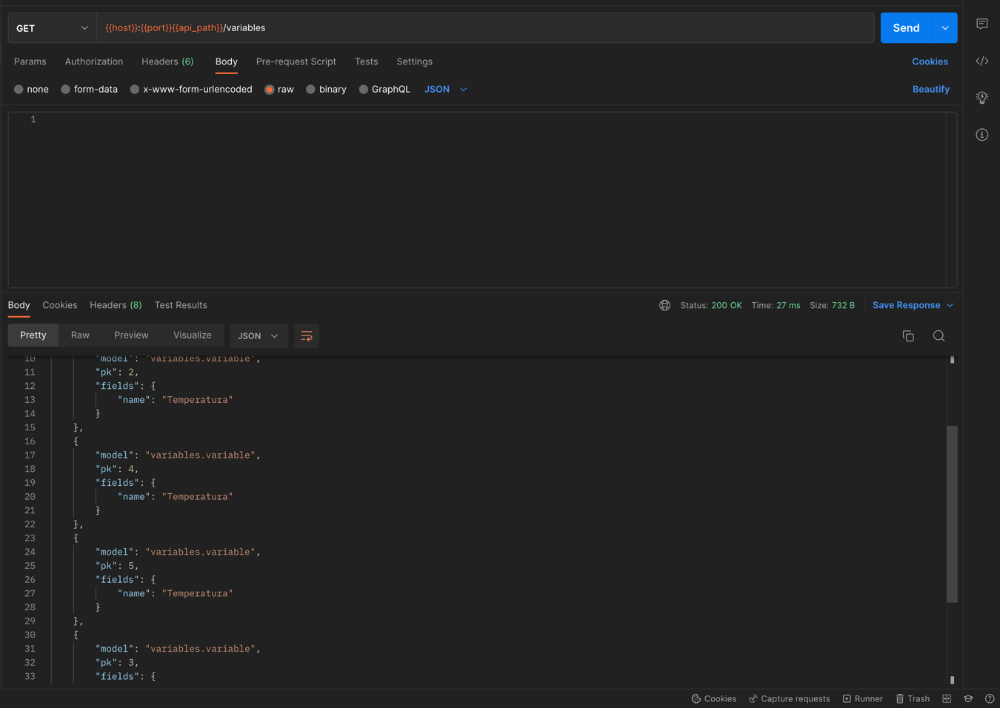 GET {{host}}:{{port}}{{api_path}}/variables Send
Params Authorization Headers (6) Body Pre-request Script Tests Settings Cookies
none form-data x-www-form-urlencoded raw binary GraphQL JSON Beautify
1
Body Cookies Headers (8) Test Results Status: 200 OK Time: 27 ms Size: 732 B Save Response
Pretty Raw Preview Visualize JSON
10 "model": "variables.variable",
11 "pk": 2,
12 "fields": {
13 "name": "Temperatura"
14 }
15 },
16 {
17 "model": "variables.variable",
18 "pk": 4,
19 "fields": {
20 "name": "Temperatura"
21 }
22 },
23 {
24 "model": "variables.variable",
25 "pk": 5,
26 "fields": {
27 "name": "Temperatura"
28 }
29 },
30 {
31 "model": "variables.variable",
32 "pk": 3,
33 "fields": {
Cookies Capture requests Runner Trash